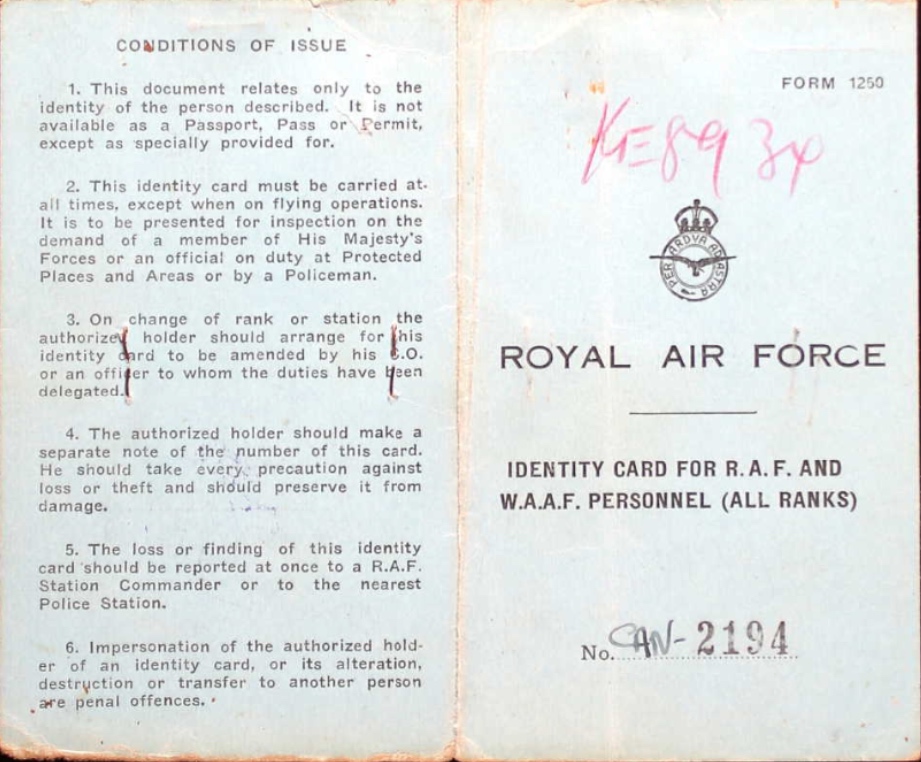 CONDITIONS OF ISSUE
1. This document relates only to the
identity of the person described. It is not
available as a Passport, Pass or Permit,
except as specially provided for.
2. This identity card must be carried at
all times, except when on flying operations.
It is to be presented for inspection on the
demand of a member of His Majesty's
Forces or an official on duty at Protected
Places and Areas or by a Policeman.
3. On change of rank or station the
authorized holder should arrange for his
identity card to be amended by his C.O.
or an officer to whom the duties have been
delegated.
4. The authorized holder should make a
separate note of the number of this card.
He should take every precaution against
loss or theft and should preserve it from
damage.
5. The loss or finding of this identity
card should be reported at once to a R.A.F.
Station Commander or to the nearest
Police Station.
6. Impersonation of the authorized hold-
er of an identity card, or its alteration,
destruction or transfer to another person
are penal offences.
FORM 1250
PER ARDVA AD ASTRA
ROYAL AIR FORCE
IDENTITY CARD FOR R.A.F. AND
W.A.A.F. PERSONNEL (ALL RANKS)
No. CAN-2194